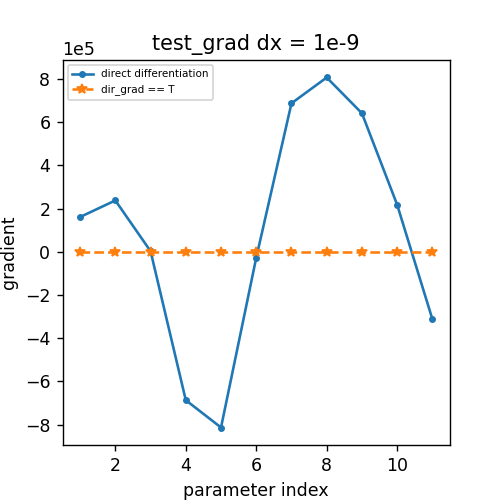 test_grad dx = 1e-9
1e5
direct differentiation
dir_grad == T
8
6
4
2
0
−2
−4
−6
−8
gradient
2 4 6 8 10
parameter index